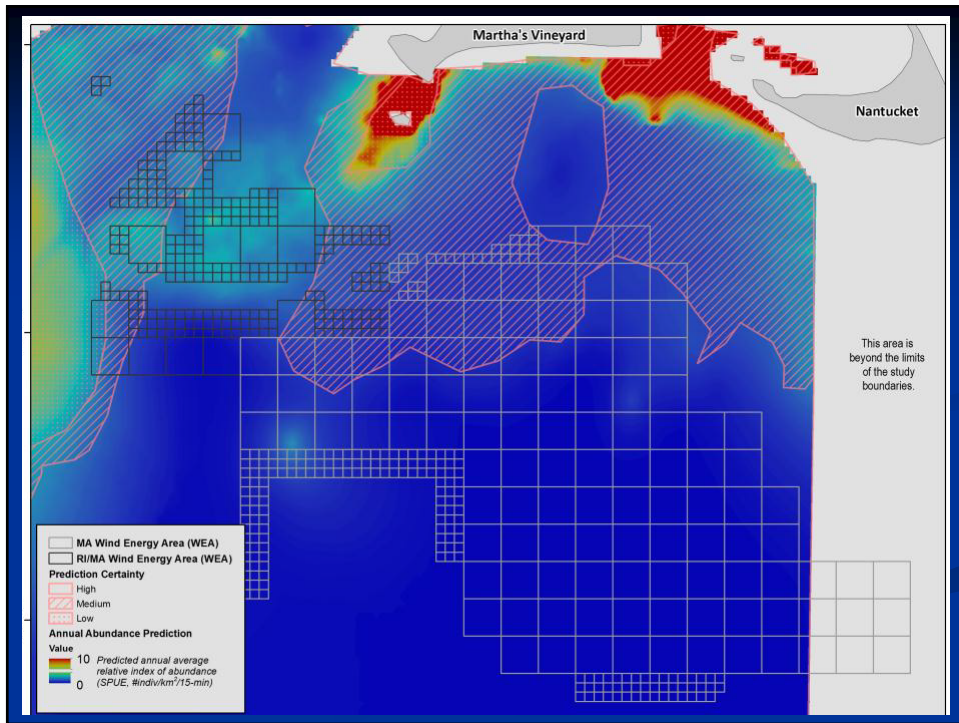 Martha's Vineyard
Nantucket
This area is
beyond the limits
of the study
boundaries.
MA Wind Energy Area (WEA)
RI/MA Wind Energy Area (WEA)
Prediction Certainty
High
Medium
Low
Annual Abundance Prediction
Value
10 Predicted annual average
relative index of abundance
0 (SPUE, #indiv/km²/15-min)